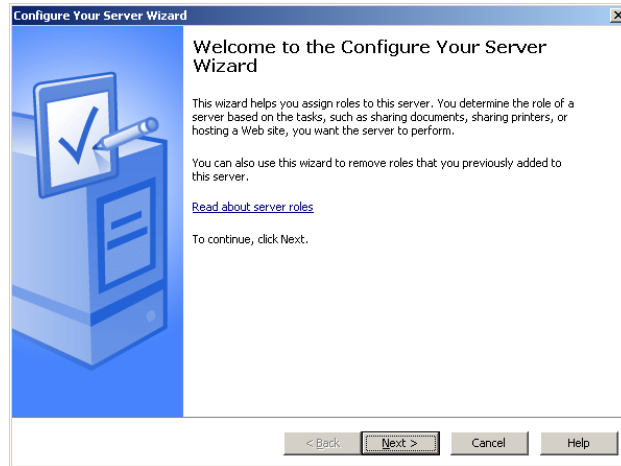 Configure Your Server Wizard
Welcome to the Configure Your Server
Wizard
This wizard helps you assign roles to this server. You determine the role of a
server based on the tasks, such as sharing documents, sharing printers, or
hosting a Web site, you want the server to perform.
You can also use this wizard to remove roles that you previously added to
this server.
Read about server roles
To continue, click Next.
< Back Next > Cancel Help